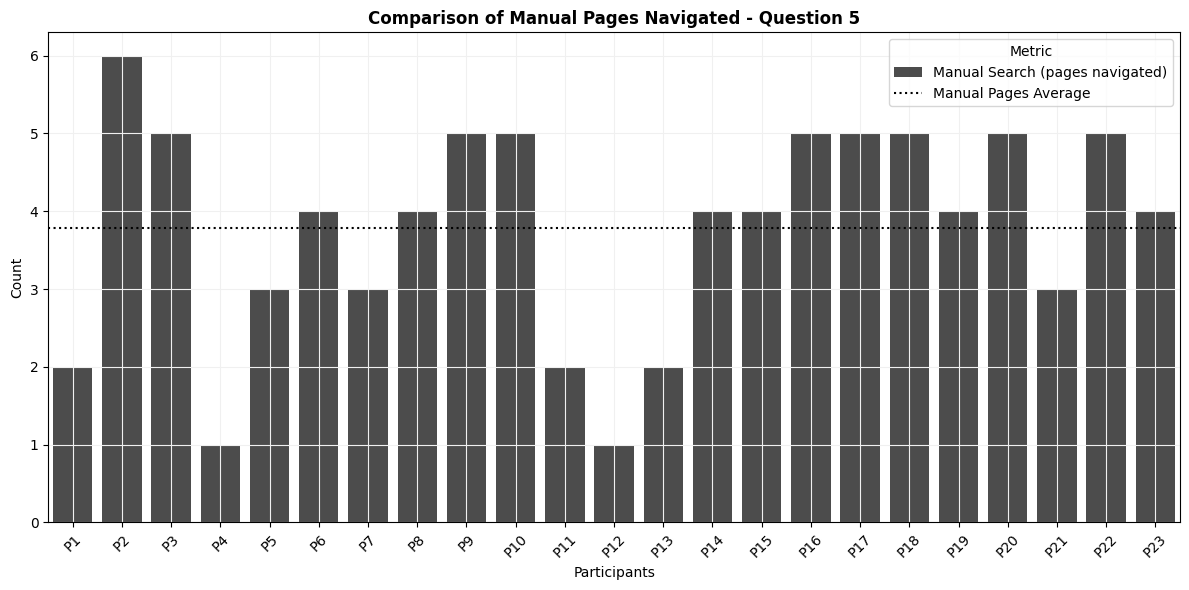 Comparison of Manual Pages Navigated - Question 5
Metric
Manual Search (pages navigated)
Manual Pages Average
Count
6
5
4
3
2
1
0
P1 P2 P3 P4 P5 P6 P7 P8 P9 P10 P11 P12 P13 P14 P15 P16 P17 P18 P19 P20 P21 P22 P23
Participants